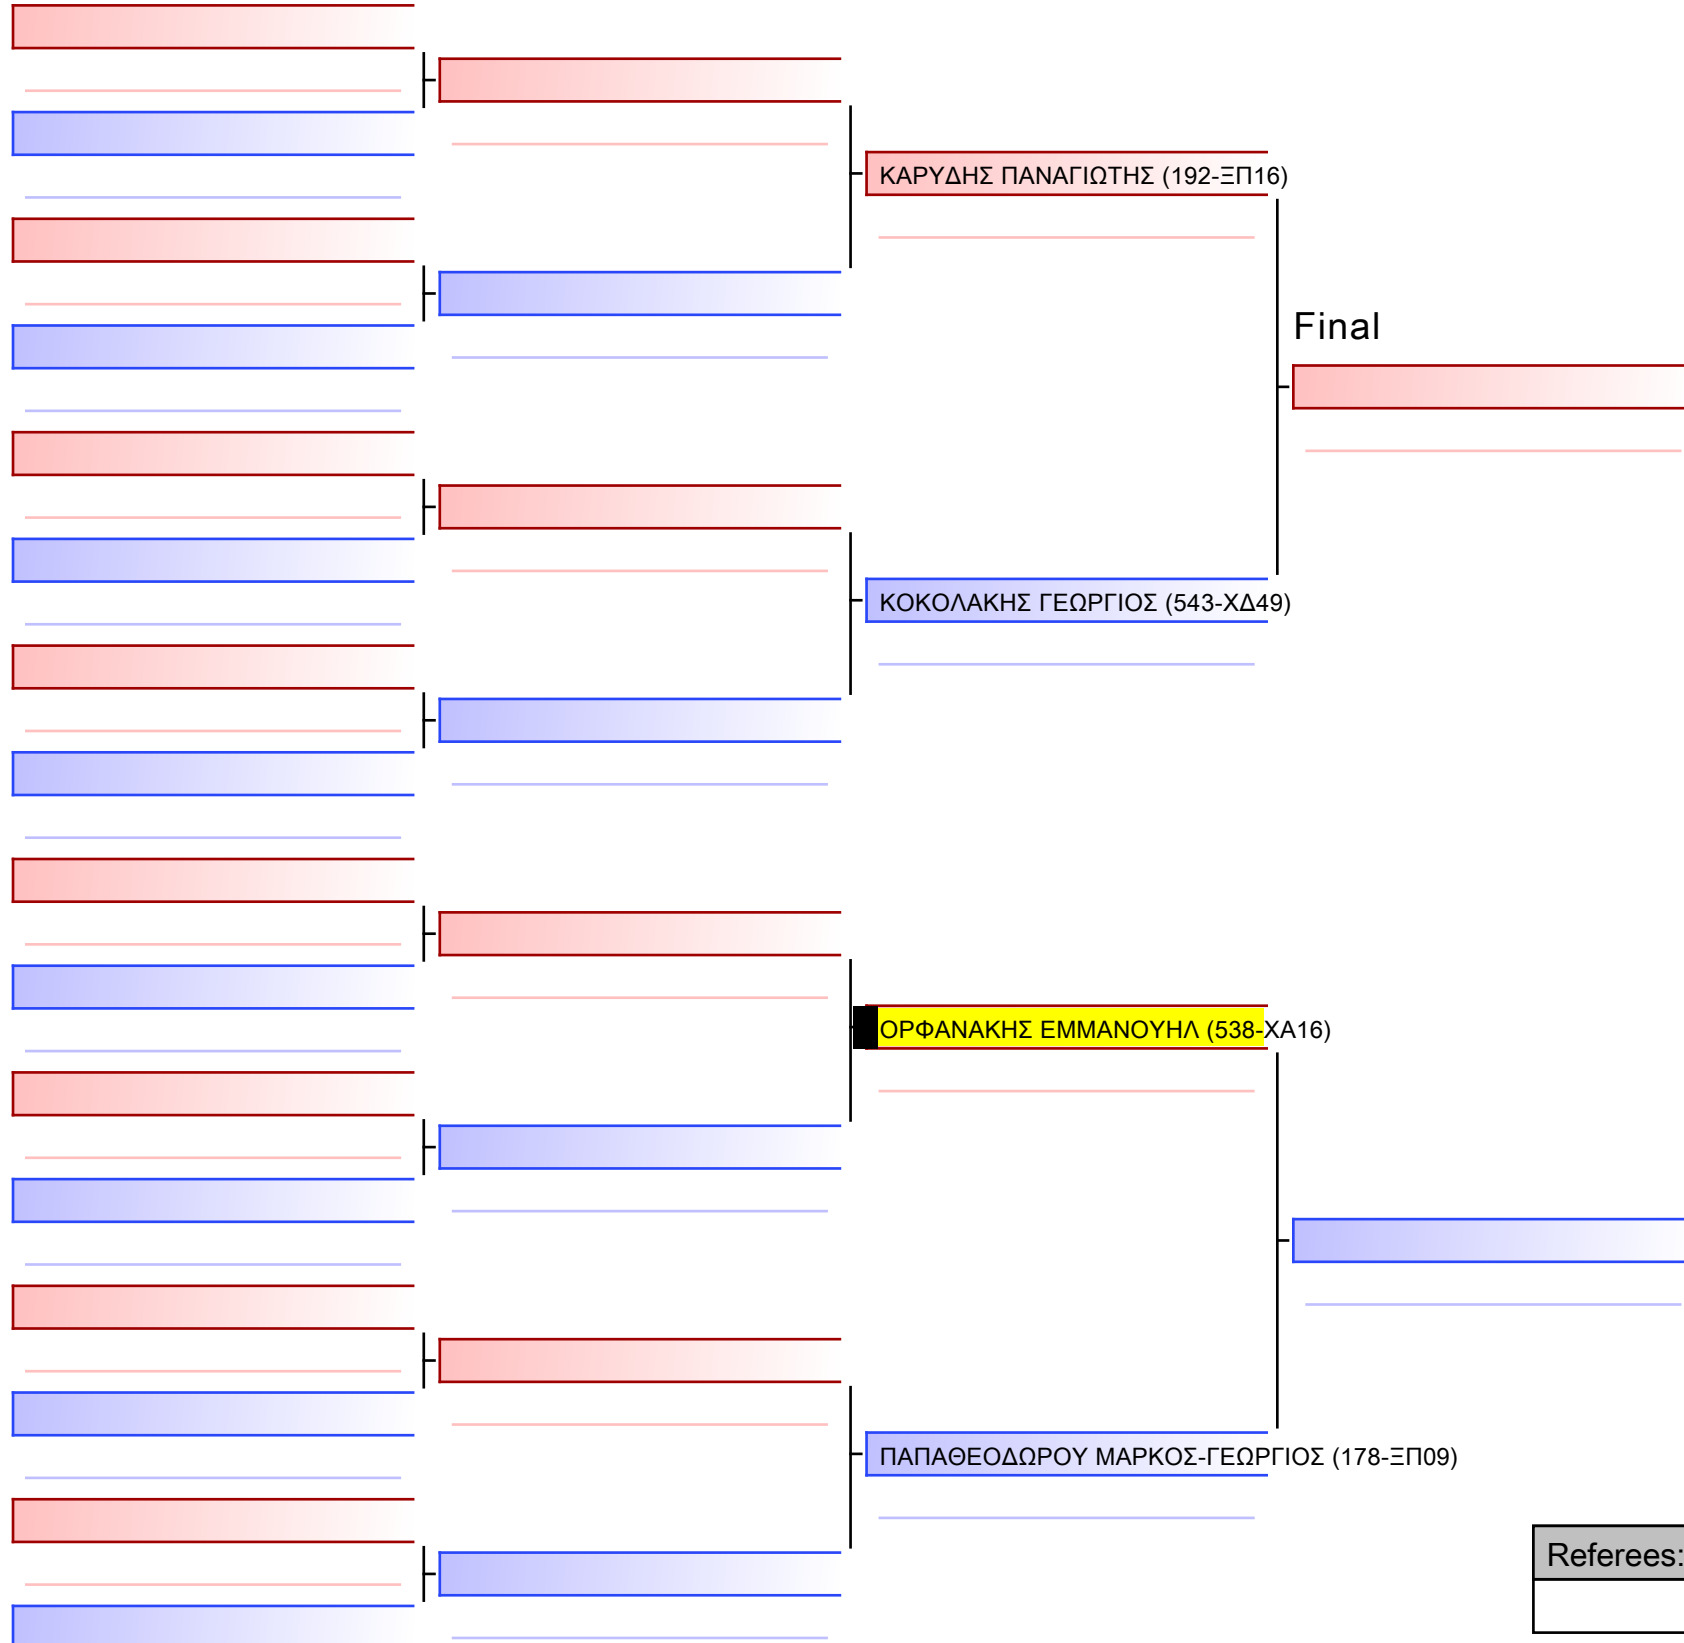 ΚΑΡΥΔΗΣ ΠΑΝΑΓΙΩΤΗΣ (192-ΞΠ16)
Final
ΚΟΚΟΛΑΚΗΣ ΓΕΩΡΓΙΟΣ (543-ΧΔ49)
ΟΡΦΑΝΑΚΗΣ ΕΜΜΑΝΟΥΗΛ (538-ΧΑ16)
ΠΑΠΑΘΕΟΔΩΡΟΥ ΜΑΡΚΟΣ-ΓΕΩΡΓΙΟΣ (178-ΞΠ09)
Referees: